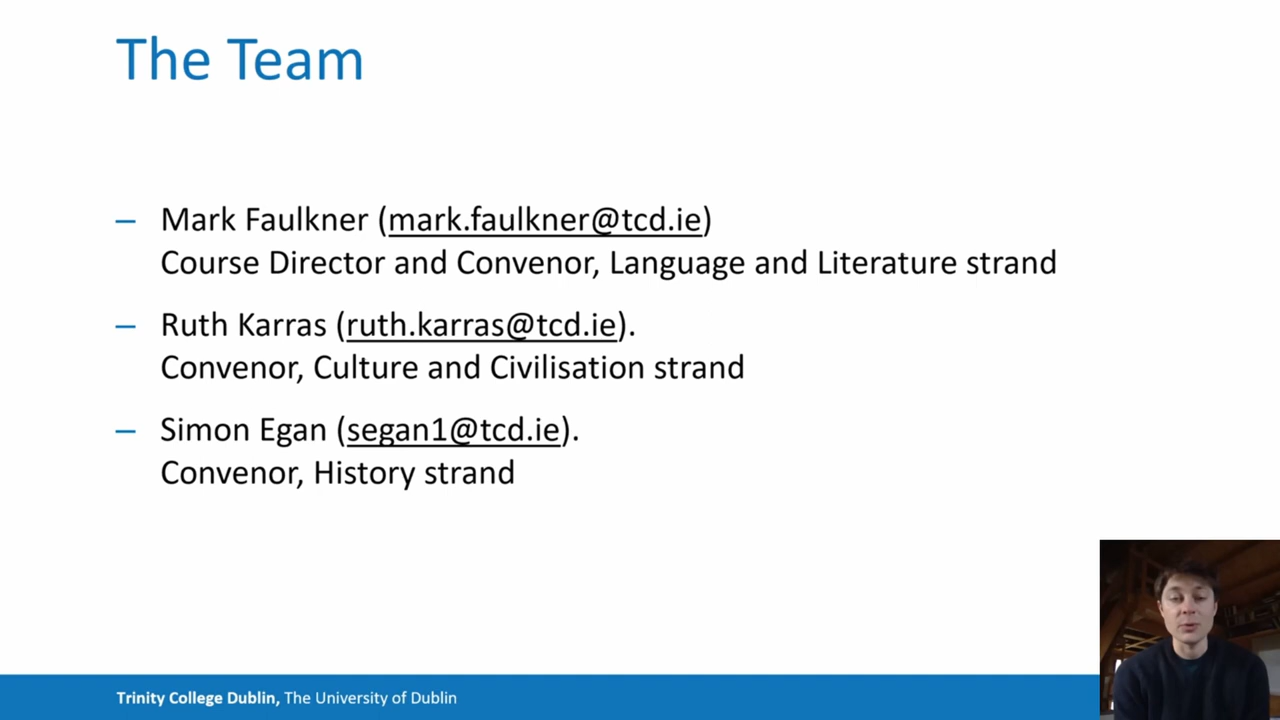 The Team
– Mark Faulkner (mark.faulkner@tcd.ie)
Course Director and Convenor, Language and Literature strand
– Ruth Karras (ruth.karras@tcd.ie).
Convenor, Culture and Civilisation strand
– Simon Egan (segan1@tcd.ie).
Convenor, History strand
Trinity College Dublin, The University of Dublin